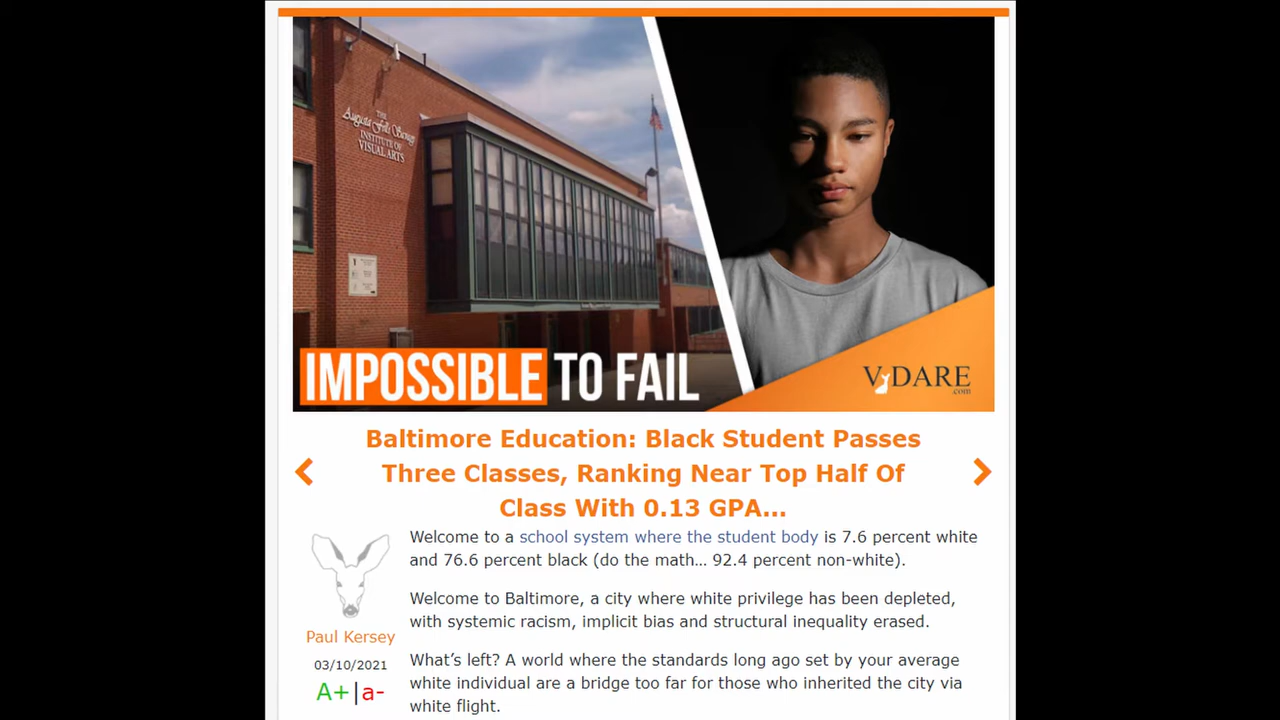 THE
Augusta Fells Savage
INSTITUTE OF
VISUAL ARTS
IMPOSSIBLE TO FAIL
VDARE
.com
Baltimore Education: Black Student Passes
Three Classes, Ranking Near Top Half Of
Class With 0.13 GPA...
Welcome to a school system where the student body is 7.6 percent white
and 76.6 percent black (do the math... 92.4 percent non-white).
Welcome to Baltimore, a city where white privilege has been depleted,
with systemic racism, implicit bias and structural inequality erased.
What's left? A world where the standards long ago set by your average
white individual are a bridge too far for those who inherited the city via
white flight.
Paul Kersey
03/10/2021
A+|a-